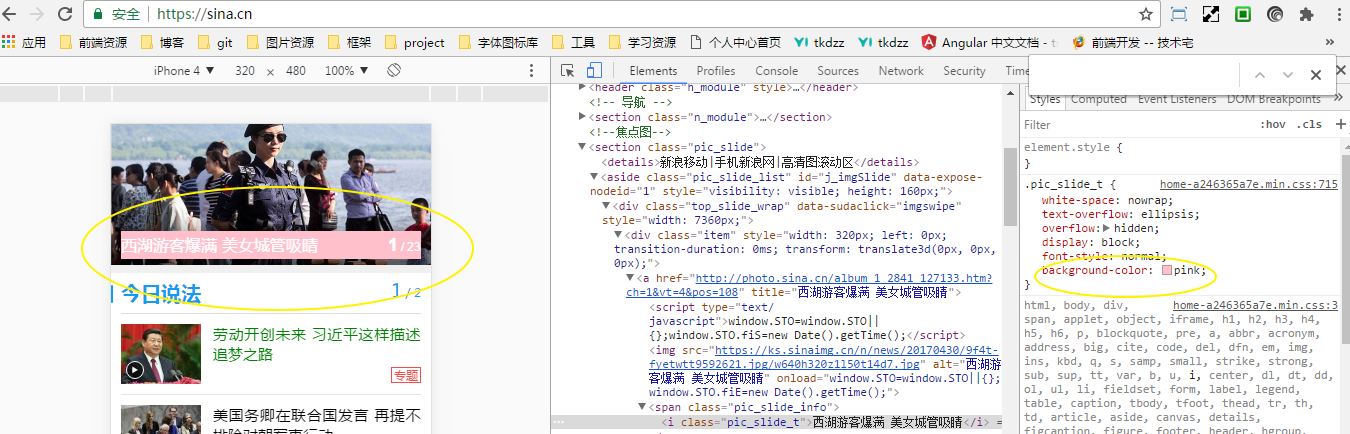 安全 https://sina.cn
应用 前端资源 博客 git 图片资源 框架 project 字体图标库 工具 学习资源 个人中心首页 tkdzz tkdzz Angular 中文文档 - 前端开发 -- 技术宅 »
iPhone 4 ▼ 320 × 480 100% ▼
西湖游客爆满 美女城管吸睛 1 / 23
今日说法 1 / 2
劳动开创未来 习近平这样描述
追梦之路
专题
美国务卿在联合国发言 再提不
Elements Profiles Console Sources Network Security Time
▶<header class="n_module" style>…</header>
<!-- 导航 -->
▶<section class="n_module">…</section>
<!--焦点图-->
▼<section class="pic_slide">
<details>新浪移动|手机新浪网|高清图滚动区</details>
▼<aside class="pic_slide_list" id="j_imgSlide" data-expose-
nodeid="1" style="visibility: visible; height: 160px;">
▼<div class="top_slide_wrap" data-sudaclick="imgswipe"
style="width: 7360px;">
▼<div class="item" style="width: 320px; left: 0px;
transition-duration: 0ms; transform: translate3d(0px, 0px,
0px);">
▼<a href="http://photo.sina.cn/album_1_2841_127133.htm?
ch=1&vt=4&pos=108" title="西湖游客爆满 美女城管吸睛">
<script type="text/
javascript">window.STO=window.STO||
{};window.STO.fiS=new Date().getTime();</script>
<img src="https://ks.sinaimg.cn/n/news/20170430/9f4t-
fyetwtt9592621.jpg/w640h320z1l50t14d7.jpg" alt="西湖游
客爆满 美女城管吸睛" onload="window.STO=window.STO||{};
window.STO.fiE=new Date().getTime();">
▼<span class="pic_slide_info">
<i class="pic_slide_t">西湖游客爆满 美女城管吸睛</i> =
Styles Computed Event Listeners DOM Breakpoints »
Filter :hov .cls +
element.style {
}
.pic_slide_t { home-a246365a7e.min.css:715
white-space: nowrap;
text-overflow: ellipsis;
overflow:▶hidden;
display: block;
font-style: normal;
background-color: pink;
}
html, body, div, home-a246365a7e.min.css:3
span, applet, object, iframe, h1, h2, h3, h4,
h5, h6, p, blockquote, pre, a, abbr, acronym,
address, big, cite, code, del, dfn, em, img,
ins, kbd, q, s, samp, small, strike, strong,
sub, sup, tt, var, b, u, i, center, dl, dt, dd,
ol, ul, li, fieldset, form, label, legend,
table, caption, tbody, tfoot, thead, tr, th,
td, article, aside, canvas, details,
figcaption, figure, footer, header, hgroup,